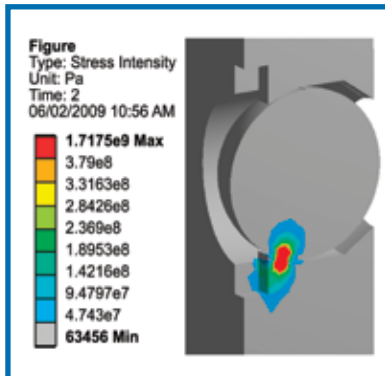 Figure
Type: Stress Intensity
Unit: Pa
Time: 2
06/02/2009 10:56 AM
1.7175e9 Max
3.79e8
3.3163e8
2.8426e8
2.369e8
1.8953e8
1.4216e8
9.4797e7
4.743e7
63456 Min